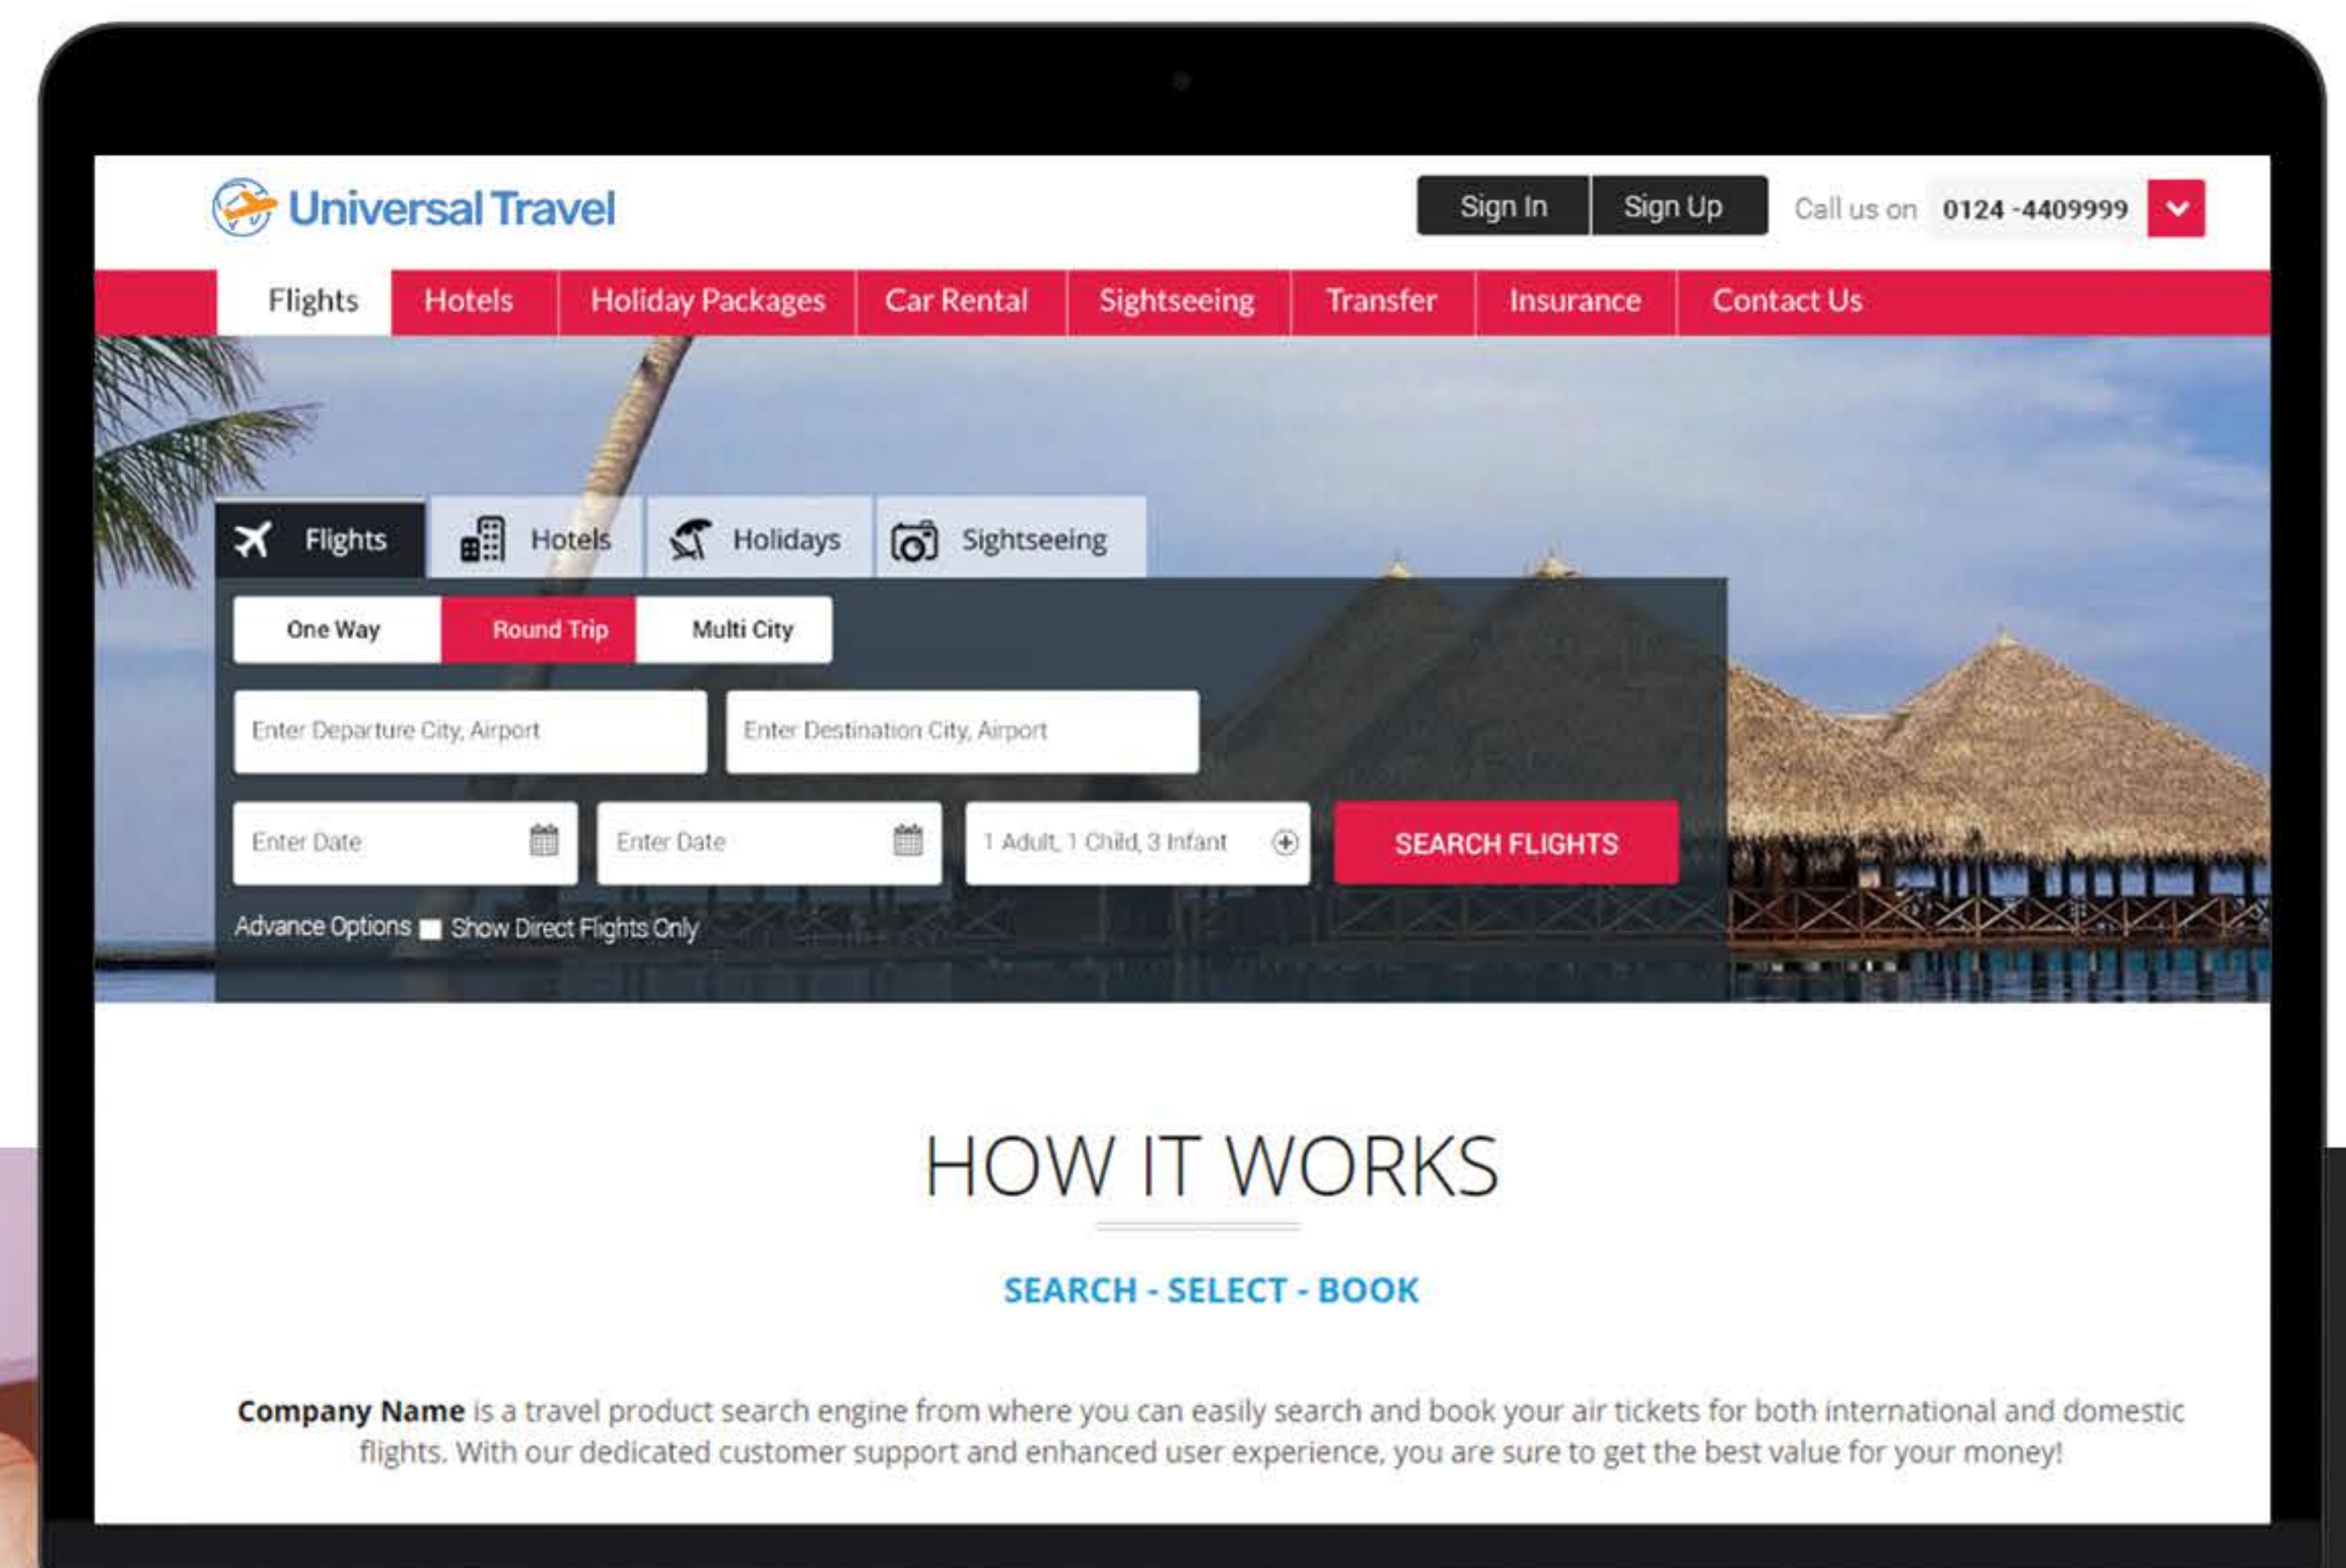 Universal Travel
Sign In Sign Up Call us on 0124 -4409999
Flights Hotels Holiday Packages Car Rental Sightseeing Transfer Insurance Contact Us
Flights Hotels Holidays Sightseeing
One Way Round Trip Multi City
Enter Departure City, Airport Enter Destination City, Airport
Enter Date Enter Date 1 Adult, 1 Child, 3 Infant SEARCH FLIGHTS
Advance Options Show Direct Flights Only
HOW IT WORKS
SEARCH - SELECT - BOOK
Company Name is a travel product search engine from where you can easily search and book your air tickets for both international and domestic
flights. With our dedicated customer support and enhanced user experience, you are sure to get the best value for your money!